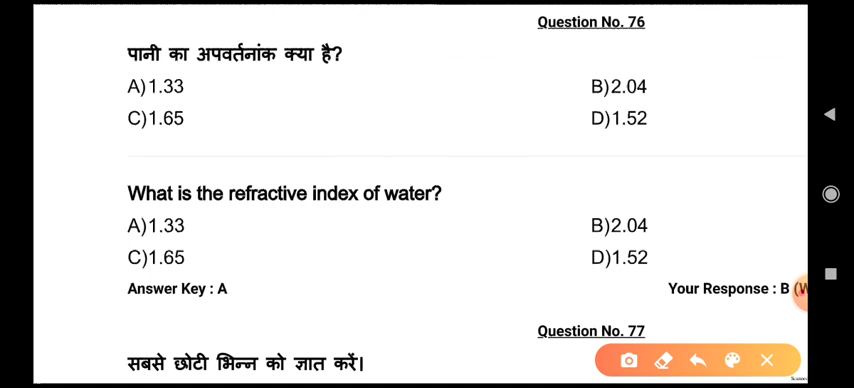 Question No. 76
पानी का अपवर्तनांक क्या है?
A)1.33 B)2.04
C)1.65 D)1.52
What is the refractive index of water?
A)1.33 B)2.04
C)1.65 D)1.52
Answer Key : A Your Response : B
Question No. 77
सबसे छोटी भिन्न को ज्ञात करें।